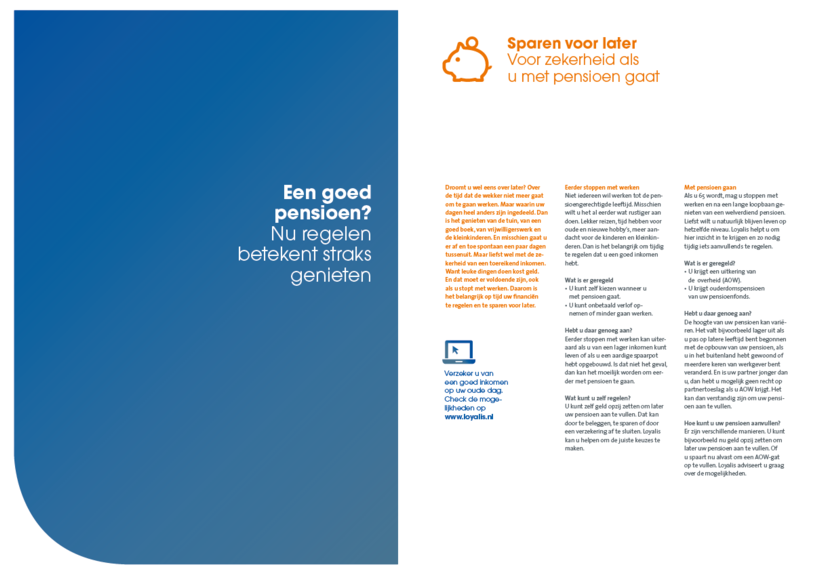 Een goed
pensioen?
Nu regelen
betekent straks
genieten
Sparen voor later
Voor zekerheid als
u met pensioen gaat
Droomt u wel eens over later? Over
de tijd dat de wekker niet meer gaat
om te gaan werken. Maar waarin uw
dagen heel anders zijn ingedeeld. Dan
is het genieten van de tuin, van een
goed boek, van vrijwilligerswerk en
de kleinkinderen. En misschien gaat u
er af en toe spontaan een paar dagen
tussenuit. Maar liefst wel met de ze-
kerheid van een toereikend inkomen.
Want leuke dingen doen kost geld.
En dat moet er voldoende zijn, ook
als u stopt met werken. Daarom is
het belangrijk op tijd uw financiën
te regelen en te sparen voor later.
Verzeker u van
een goed inkomen
op uw oude dag.
Check de moge-
lijkheden op
www.loyalis.nl
Eerder stoppen met werken
Niet iedereen wil werken tot de pen-
sioengerechtigde leeftijd. Misschien
wilt u het al eerder wat rustiger aan
doen. Lekker reizen, tijd hebben voor
oude en nieuwe hobby's, meer aan-
dacht voor de kinderen en kleinkin-
deren. Dan is het belangrijk om tijdig
te regelen dat u een goed inkomen
hebt.
Wat is er geregeld
• U kunt zelf kiezen wanneer u
met pensioen gaat.
• U kunt onbetaald verlof op-
nemen of minder gaan werken.
Hebt u daar genoeg aan?
Eerder stoppen met werken kan uiter-
aard als u van een lager inkomen kunt
leven of als u een aardige spaarpot
hebt opgebouwd. Is dat niet het geval,
dan kan het moeilijk worden om eer-
der met pensioen te gaan.
Wat kunt u zelf regelen?
U kunt zelf geld opzij zetten om later
uw pensioen aan te vullen. Dat kan
door te beleggen, te sparen of door
een verzekering af te sluiten. Loyalis
kan u helpen om de juiste keuzes te
maken.
Met pensioen gaan
Als u 65 wordt, mag u stoppen met
werken en na een lange loopbaan ge-
nieten van een welverdiend pensioen.
Liefst wilt u natuurlijk blijven leven op
hetzelfde niveau. Loyalis helpt u om
hier inzicht in te krijgen en zo nodig
tijdig iets aanvullends te regelen.
Wat is er geregeld?
• U krijgt een uitkering van
de overheid (AOW).
• U krijgt ouderdomspensioen
van uw pensioenfonds.
Hebt u daar genoeg aan?
De hoogte van uw pensioen kan varië-
ren. Het valt bijvoorbeeld lager uit als
u pas op latere leeftijd bent begonnen
met de opbouw van uw pensioen, als
u in het buitenland hebt gewoond of
meerdere keren van werkgever bent
veranderd. En is uw partner jonger dan
u, dan hebt u mogelijk geen recht op
partnertoeslag als u AOW krijgt. Het
kan dan verstandig zijn om uw pensi-
oen aan te vullen.
Hoe kunt u uw pensioen aanvullen?
Er zijn verschillende manieren. U kunt
bijvoorbeeld nu geld opzij zetten om
later uw pensioen aan te vullen. Of
u spaart nu alvast om een AOW-gat
op te vullen. Loyalis adviseert u graag
over de mogelijkheden.